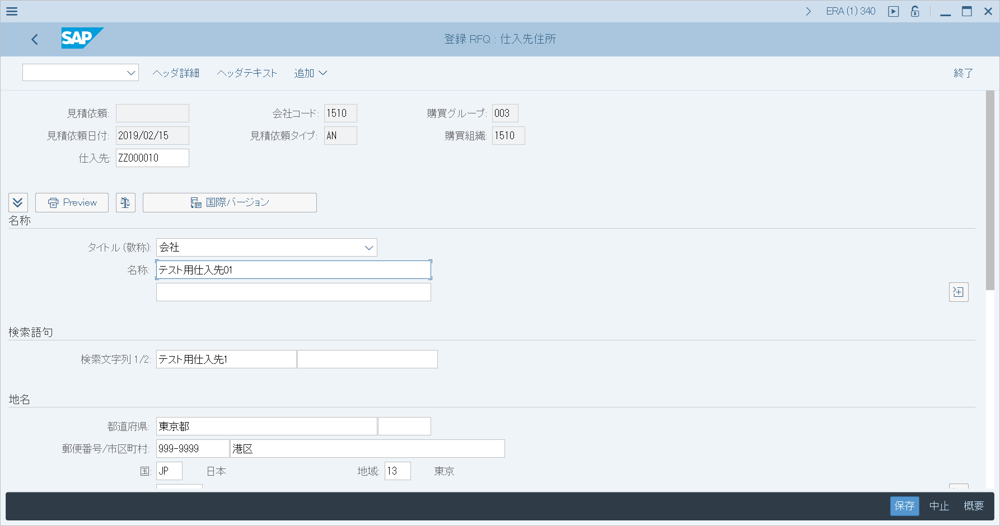 ERA (1) 340
SAP
登録 RFQ : 仕入先住所
ヘッダ詳細 ヘッダテキスト 追加 終了
見積依頼: 会社コード: 1510 購買グループ: 003
見積依頼日付: 2019/02/15 見積依頼タイプ: AN 購買組織: 1510
仕入先: ZZ000010
Preview 国際バージョン
名称
タイトル (敬称): 会社
名称: テスト用仕入先01
検索語句
検索文字列 1/2: テスト用仕入先1
地名
都道府県: 東京都
郵便番号/市区町村: 999-9999 港区
国: JP 日本 地域: 13 東京
保存 中止 概要